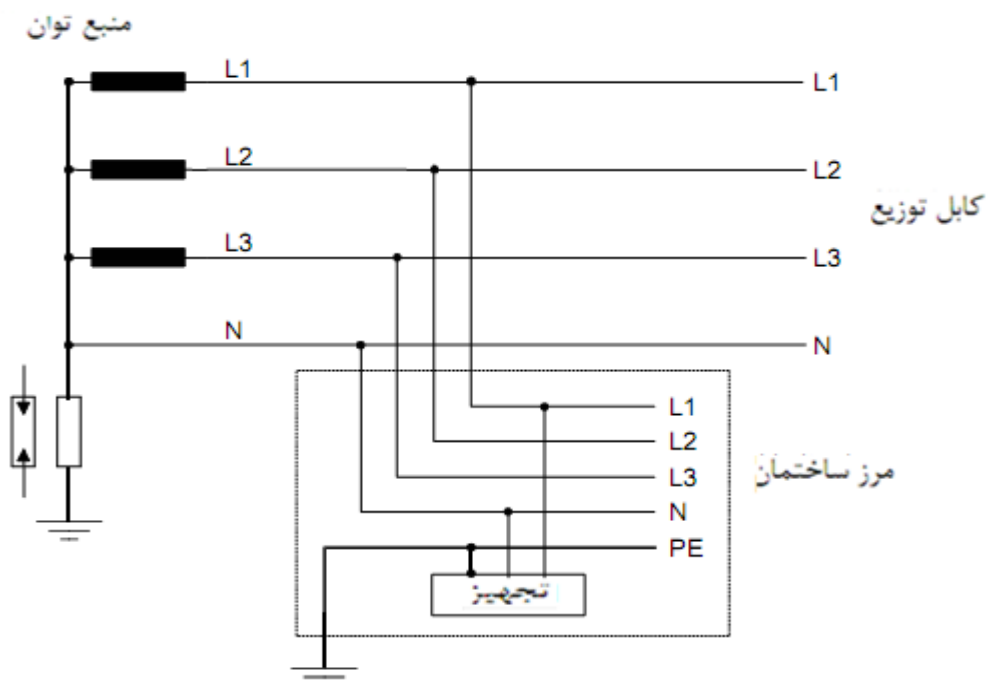 منبع توان
L1 L1
L2 L2
کابل توزیع
L3 L3
N N
L1
L2
مرز ساختمان
L3
N
PE
تجهیز